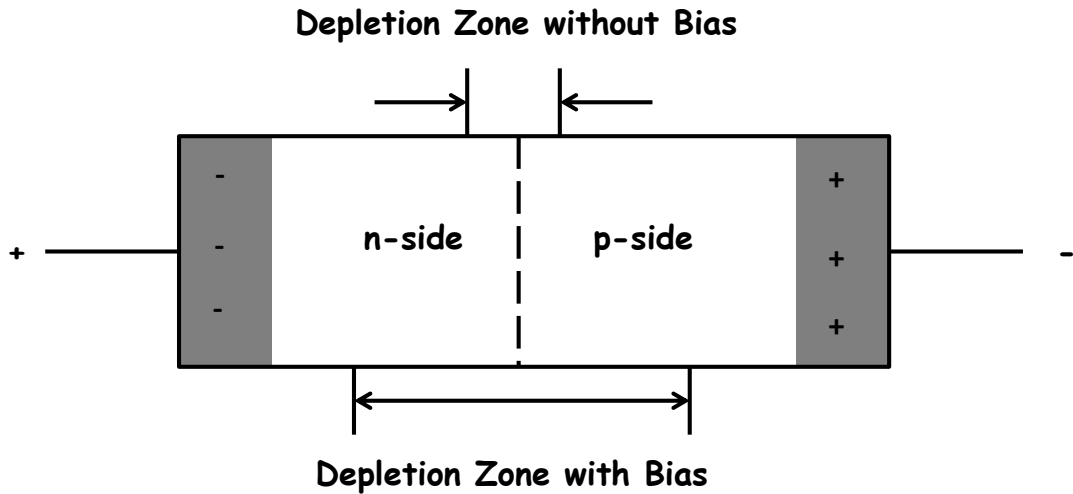 Depletion Zone without Bias
- +
n-side p-side
+ - + -
- +
Depletion Zone with Bias